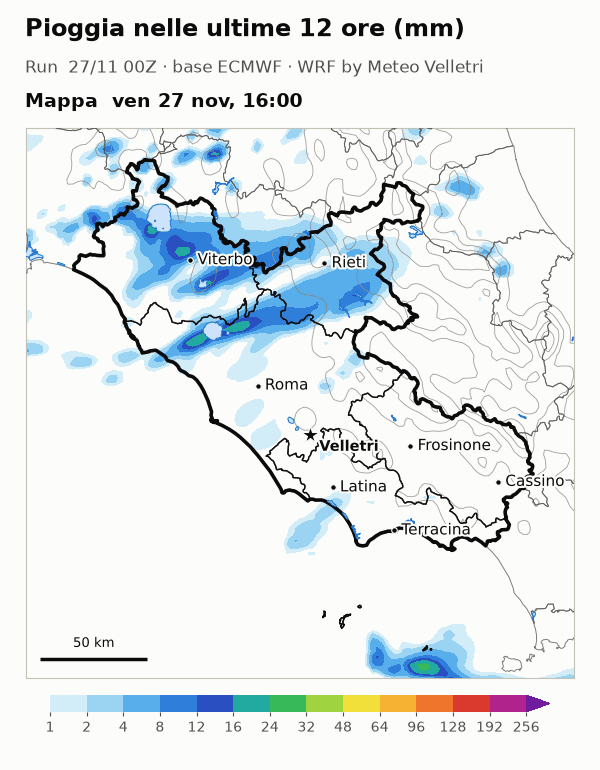 Pioggia nelle ultime 12 ore (mm)
Run 27/11 00Z · base ECMWF · WRF by Meteo Velletri
Mappa ven 27 nov, 16:00
Viterbo
Rieti
Roma
Velletri
Frosinone
Latina
Cassino
Terracina
50 km
1 2 4 8 12 16 24 32 48 64 96 128 192 256